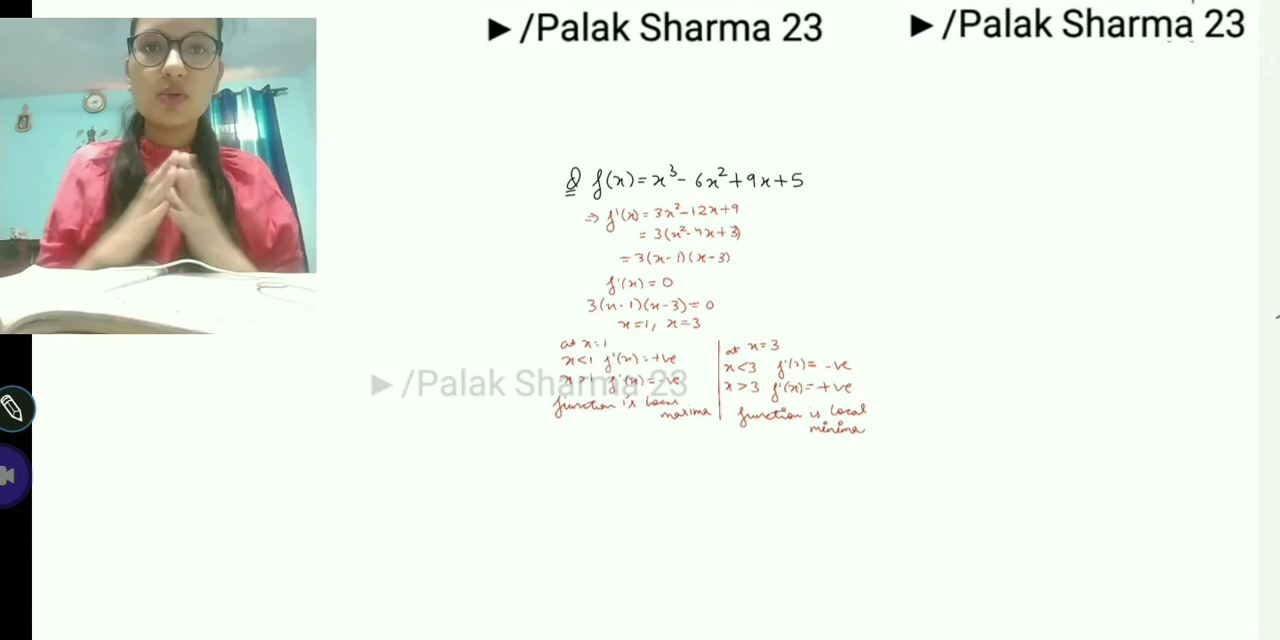 ▶ /Palak Sharma 23
▶ /Palak Sharma 23
Q f(x) = x³ - 6x² + 9x + 5
⇒ f'(x) = 3x² - 12x + 9
= 3(x² - 4x + 3)
= 3(x - 1)(x - 3)
f'(x) = 0
3(x - 1)(x - 3) = 0
x = 1, x = 3
at x = 1
x < 1 f'(x) = +ve
x > 1 f'(x) = -ve
function is local
maxima
at x = 3
x < 3 f'(x) = -ve
x > 3 f'(x) = +ve
function is local
minima
▶ /Palak Sharma 23